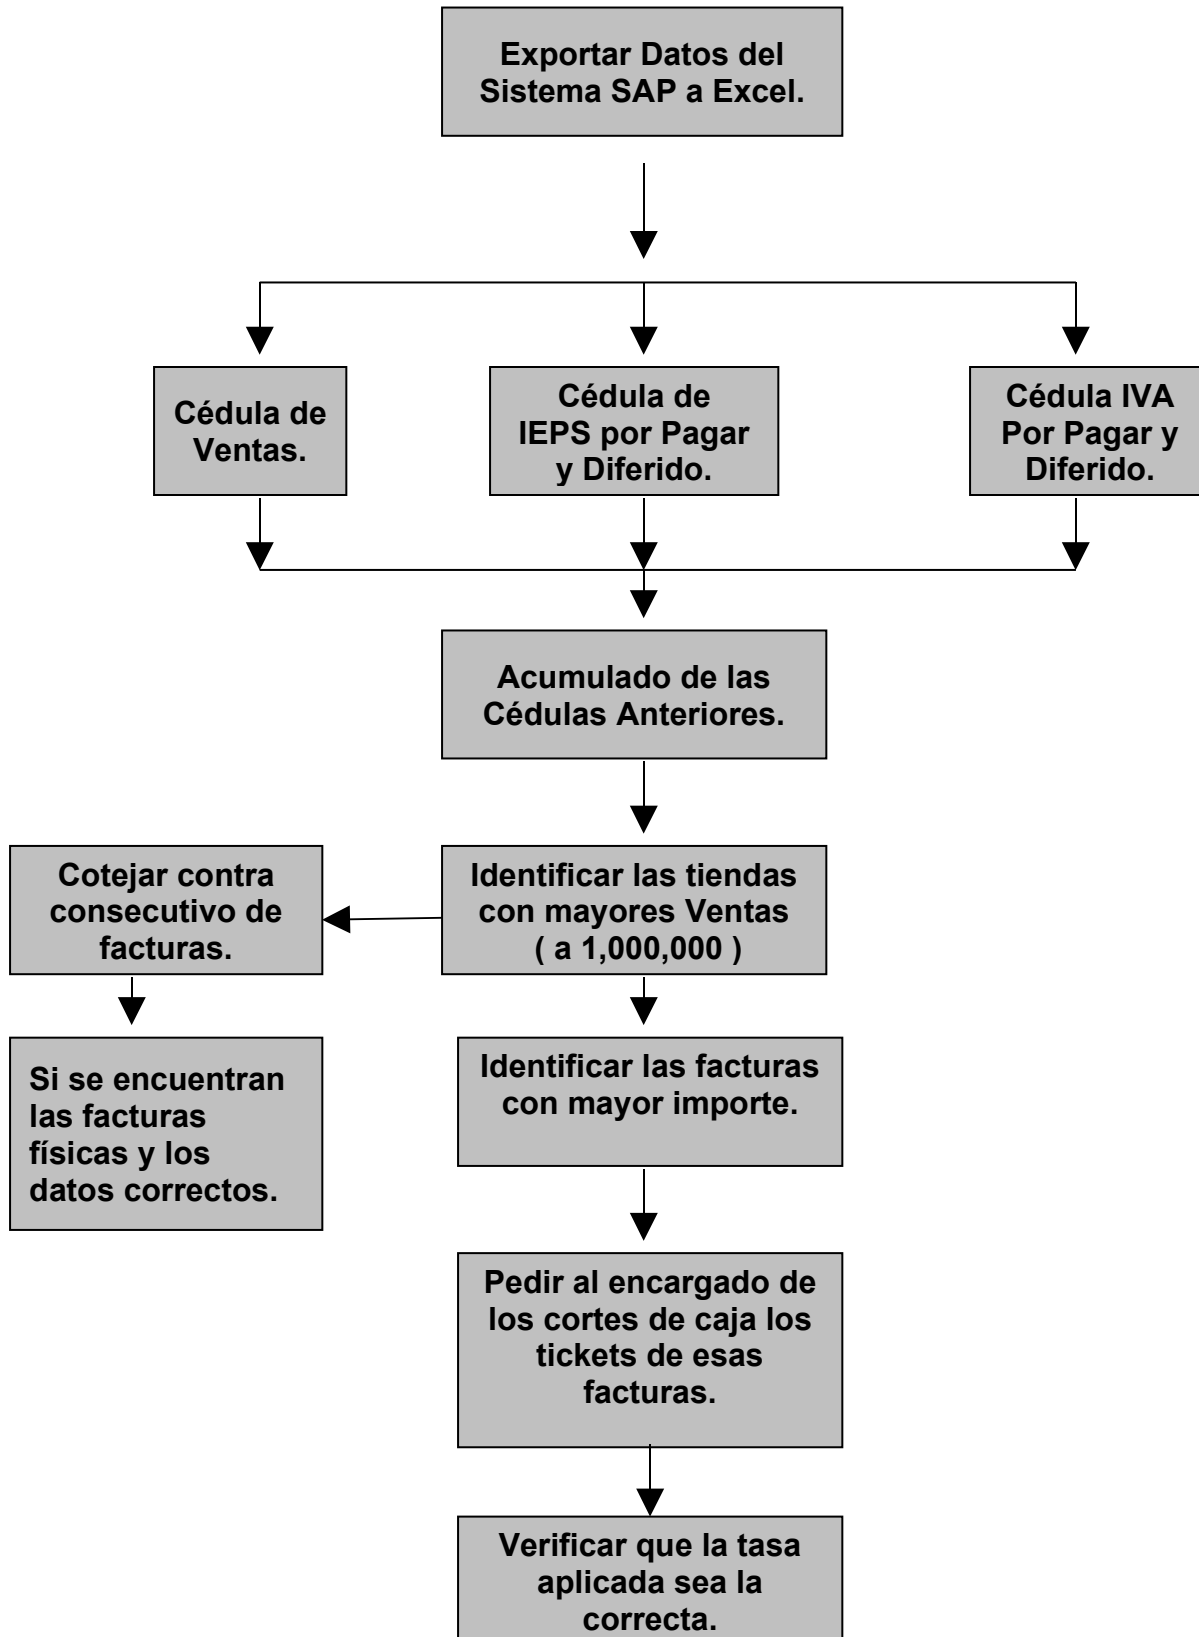 Exportar Datos del
Sistema SAP a Excel.
Cédula de
Ventas.
Cédula de
IEPS por Pagar
y Diferido.
Cédula IVA
Por Pagar y
Diferido.
Acumulado de las
Cédulas Anteriores.
Cotejar contra
consecutivo de
facturas.
Identificar las tiendas
con mayores Ventas
( a 1,000,000 )
Si se encuentran
las facturas
físicas y los
datos correctos.
Identificar las facturas
con mayor importe.
Pedir al encargado de
los cortes de caja los
tickets de esas
facturas.
Verificar que la tasa
aplicada sea la
correcta.